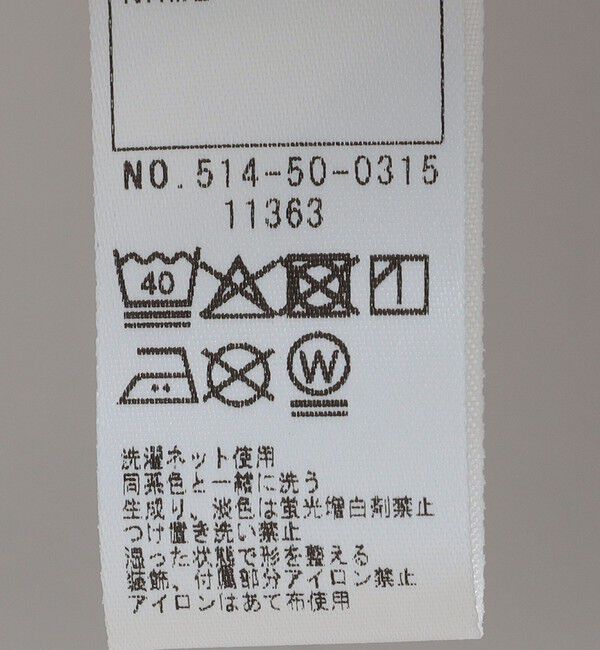 NO.514-50-0315
11363
40
W
洗濯ネット使用
同系色と一緒に洗う
生成り、淡色は蛍光増白剤禁止
つけ置き洗い禁止
湿った状態で形を整える
装飾、付属部分アイロン禁止
アイロンはあて布使用